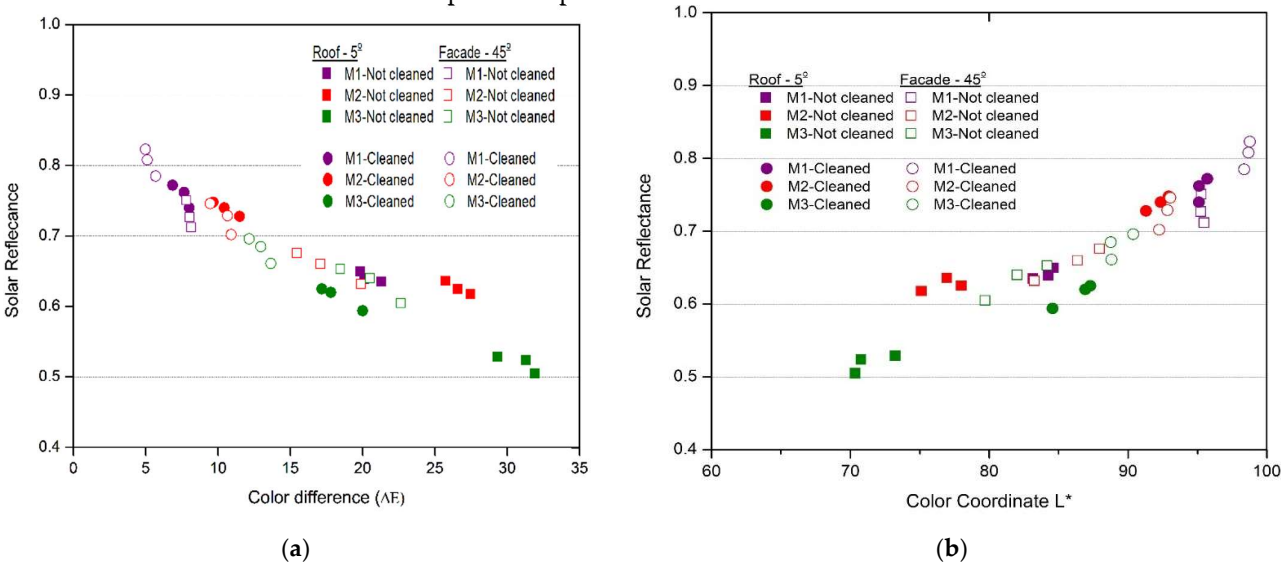 1.0
0.9
0.8
0.7
0.6
0.5
0.4
Solar Reflecance
Roof - 5º Facade - 45º
M1-Not cleaned M1-Not cleaned
M2-Not cleaned M2-Not cleaned
M3-Not cleaned M3-Not cleaned
M1-Cleaned M1-Cleaned
M2-Cleaned M2-Cleaned
M3-Cleaned M3-Cleaned
0 5 10 15 20 25 30 35
Color difference (ΔE)
(a)
1.0
0.9
0.8
0.7
0.6
0.5
0.4
Solar Reflectance
Roof - 5º Facade - 45º
M1-Not cleaned M1-Not cleaned
M2-Not cleaned M2-Not cleaned
M3-Not cleaned M3-Not cleaned
M1-Cleaned M1-Cleaned
M2-Cleaned M2-Cleaned
M3-Cleaned M3-Cleaned
60 70 80 90 100
Color Coordinate L*
(b)